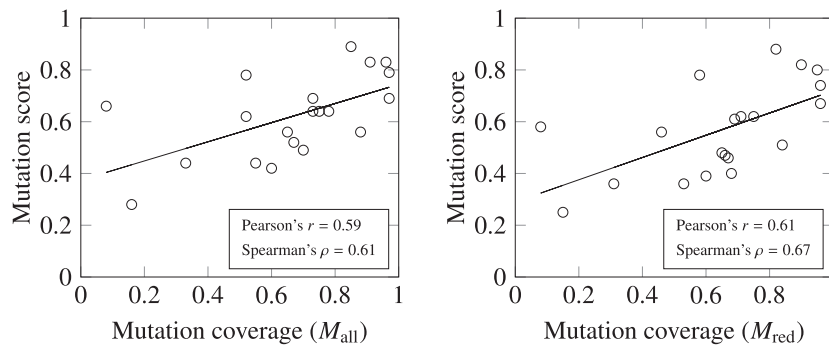 1
0.8
0.6
0.4
0.2
0
Mutation score
0 0.2 0.4 0.6 0.8 1
Mutation coverage (M_all)
Pearson's r = 0.59
Spearman's ρ = 0.61
1
0.8
0.6
0.4
0.2
0
Mutation score
0 0.2 0.4 0.6 0.8
Mutation coverage (M_red)
Pearson's r = 0.61
Spearman's ρ = 0.67